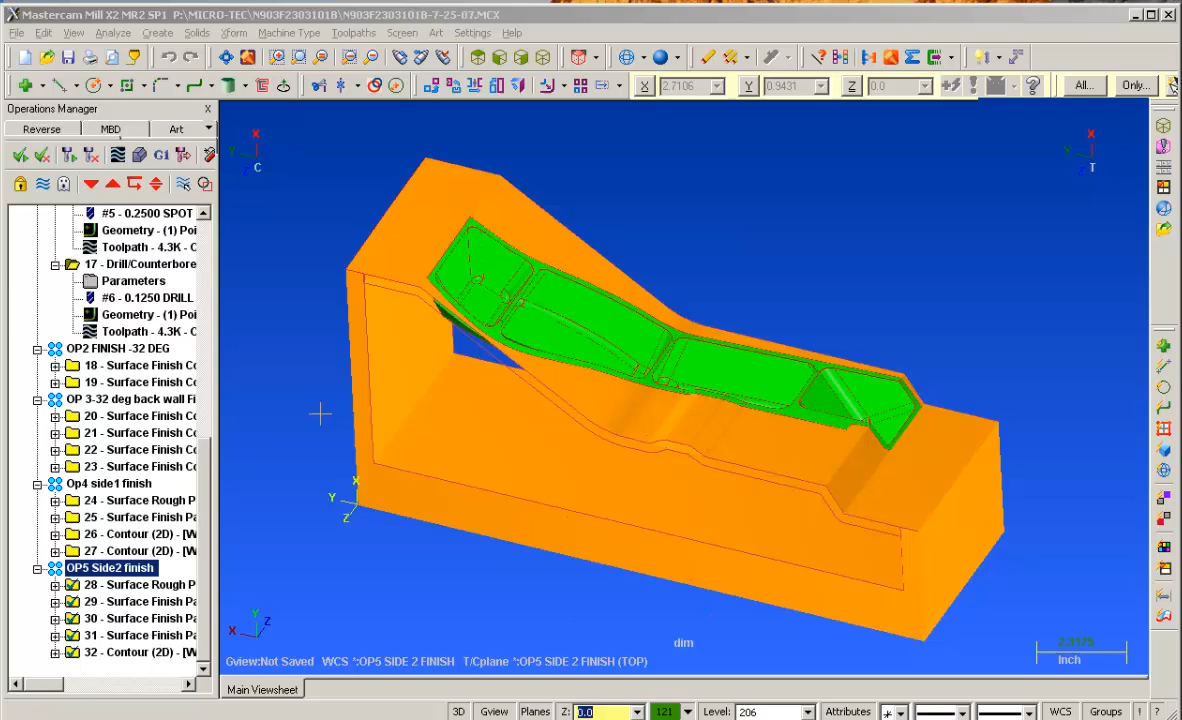 Mastercam Mill X2 MR2 SP1 P:\MICRO-TEC\N903F2303101B\N903F2303101B-7-25-07.MCX
File Edit View Analyze Create Solids Xform Machine Type Toolpaths Screen Art Settings Help
X 2.7106 Y 0.9431 Z 0.0 All... Only...
Operations Manager X
Reverse MBD Art
G1
#5 - 0.2500 SPOT
Geometry - (1) Poi
Toolpath - 4.3K - C
17 - Drill/Counterbore
Parameters
#6 - 0.1250 DRILL
Geometry - (1) Poi
Toolpath - 4.3K - C
OP2 FINISH -32 DEG
18 - Surface Finish Co
19 - Surface Finish Co
OP 3-32 deg back wall Fi
20 - Surface Finish Co
21 - Surface Finish Co
22 - Surface Finish Co
23 - Surface Finish Co
Op4 side1 finish
24 - Surface Rough P
25 - Surface Finish Pa
26 - Contour (2D) - [W
27 - Contour (2D) - [W
OP5 Side2 finish
28 - Surface Rough P
29 - Surface Finish Pa
30 - Surface Finish Pa
31 - Surface Finish Pa
32 - Contour (2D) - [W
X
Y
Z C
X
Y
Z T
X
Y
Z
Y
Z
X
dim
2.3175
Inch
Gview:Not Saved WCS *:OP5 SIDE 2 FINISH T/Cplane *:OP5 SIDE 2 FINISH (TOP)
Main Viewsheet
3D Gview Planes Z: 0.0 121 Level: 206 Attributes * WCS Groups ! ?